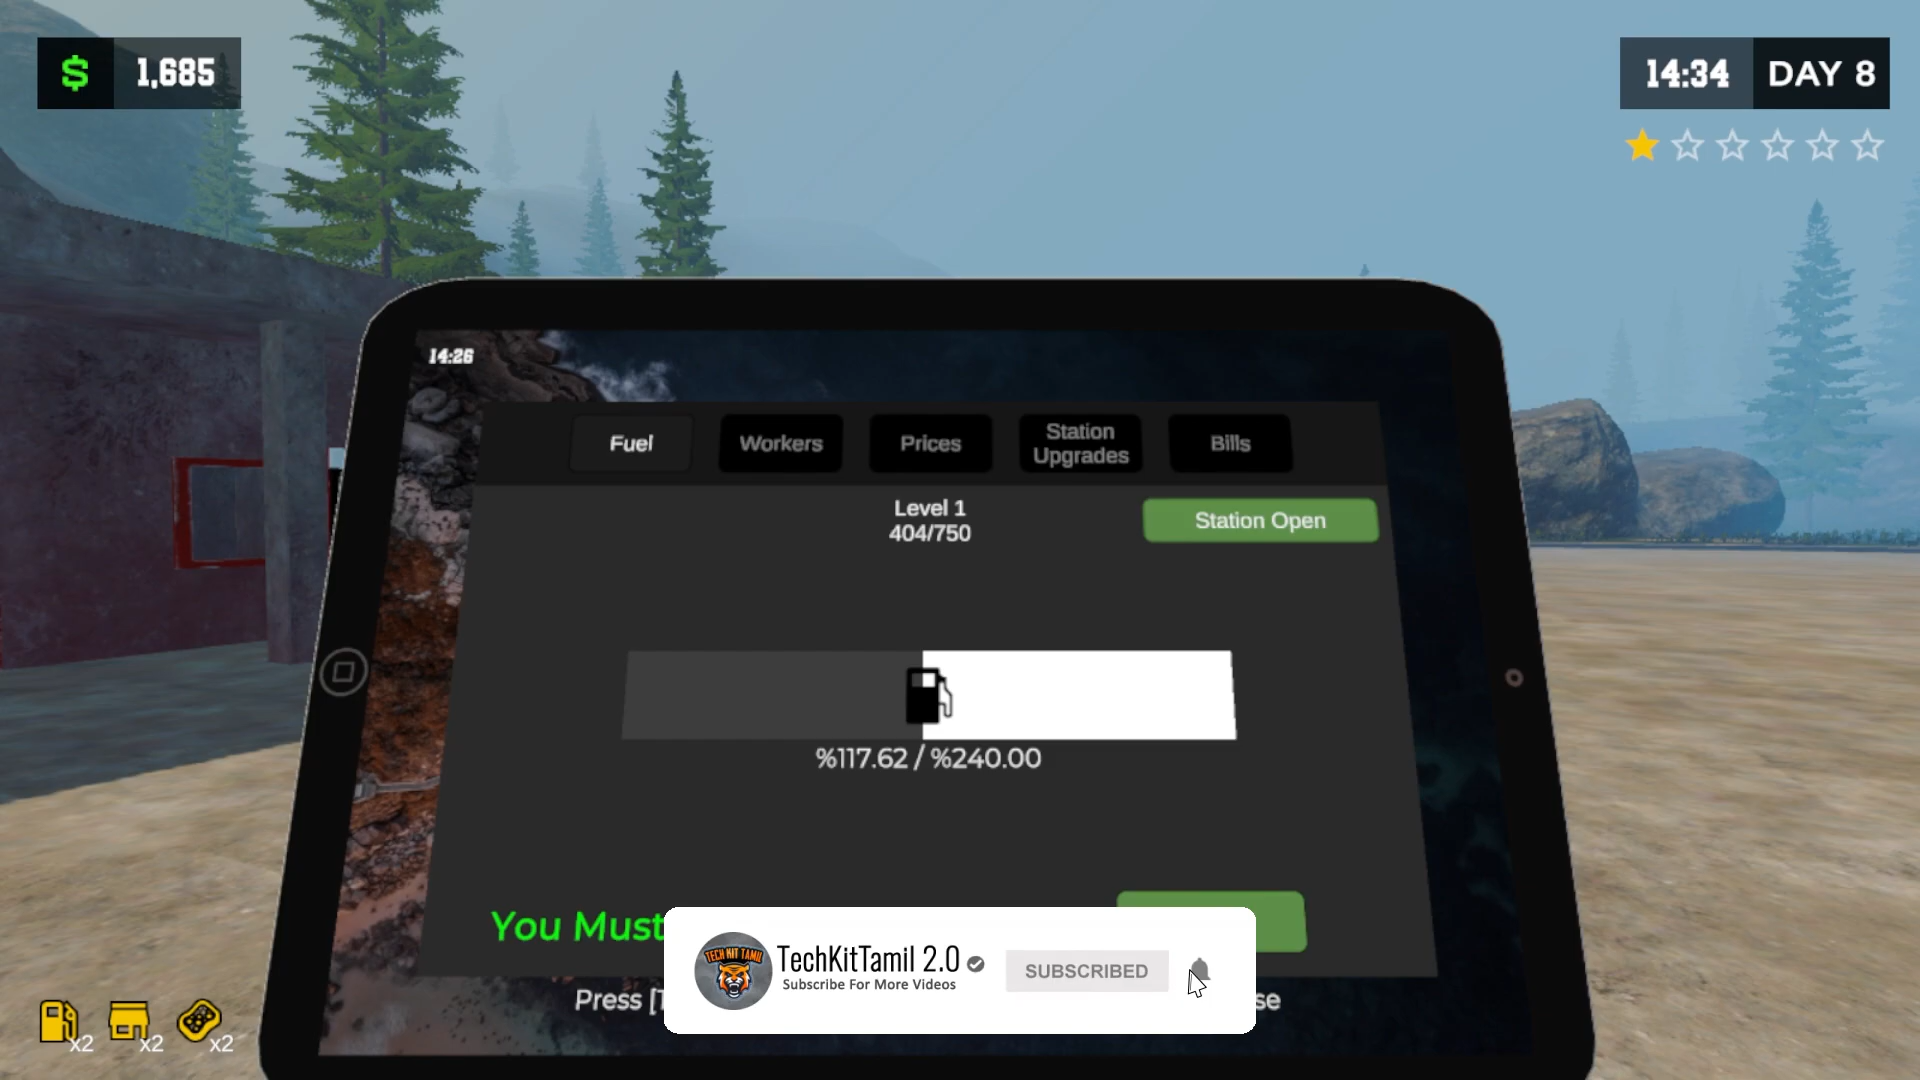 $ 1,685
14:34 DAY 8
14:26
Fuel
Workers
Prices
Station
Upgrades
Bills
Level 1
404/750
Station Open
%117.62 / %240.00
You Must
TECH KIT TAMIL
TechKitTamil 2.0
Subscribe For More Videos
SUBSCRIBED
Press [
x2
x2
x2